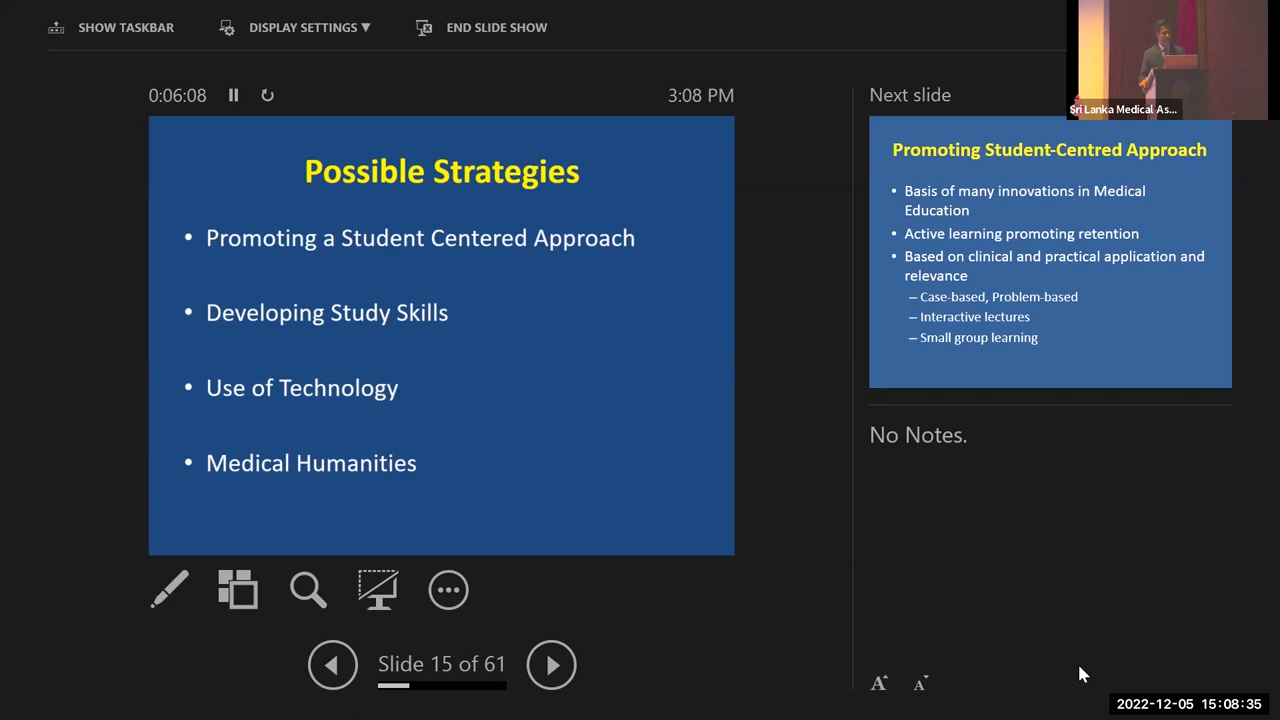 SHOW TASKBAR
DISPLAY SETTINGS ▼
END SLIDE SHOW
0:06:08
3:08 PM
Next slide
Sri Lanka Medical As...
Possible Strategies
• Promoting a Student Centered Approach
• Developing Study Skills
• Use of Technology
• Medical Humanities
Promoting Student-Centred Approach
• Basis of many innovations in Medical
Education
• Active learning promoting retention
• Based on clinical and practical application and
relevance
– Case-based, Problem-based
– Interactive lectures
– Small group learning
No Notes.
Slide 15 of 61
A A
2022-12-05 15:08:35